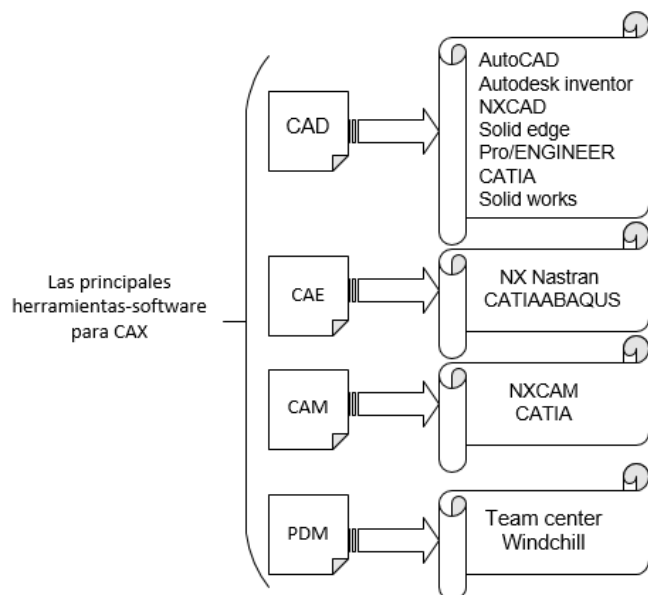 Las principales
herramientas-software
para CAX
CAD
AutoCAD
Autodesk inventor
NXCAD
Solid edge
Pro/ENGINEER
CATIA
Solid works
CAE
NX Nastran
CATIAABAQUS
CAM
NXCAM
CATIA
PDM
Team center
Windchill